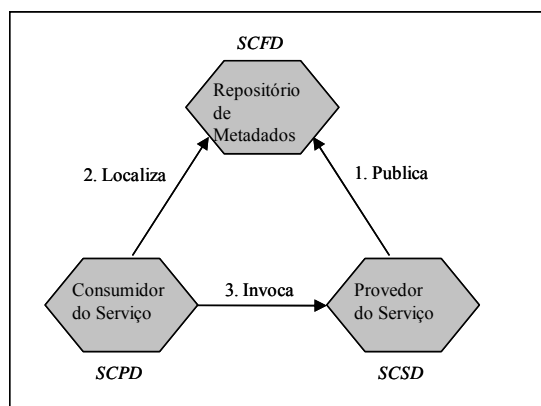 SCFD
Repositório
de
Metadados
2. Localiza
1. Publica
Consumidor
do Serviço
3. Invoca
Provedor
do Serviço
SCPD
SCSD